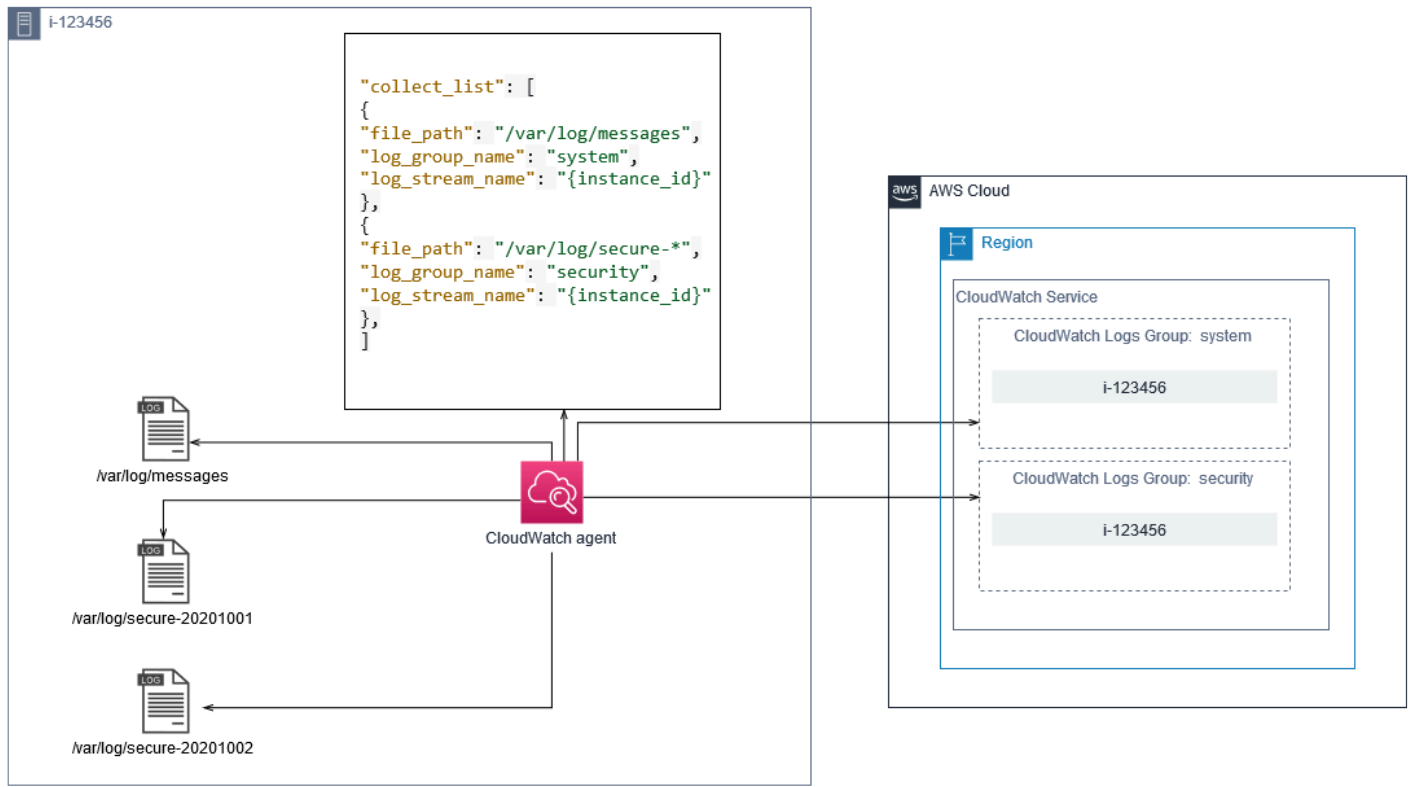 i-123456
"collect_list": [
{
"file_path": "/var/log/messages",
"log_group_name": "system",
"log_stream_name": "{instance_id}"
},
{
"file_path": "/var/log/secure-*",
"log_group_name": "security",
"log_stream_name": "{instance_id}"
},
]
LOG
/var/log/messages
LOG
/var/log/secure-20201001
LOG
/var/log/secure-20201002
CloudWatch agent
aws
AWS Cloud
Region
CloudWatch Service
CloudWatch Logs Group: system
i-123456
CloudWatch Logs Group: security
i-123456